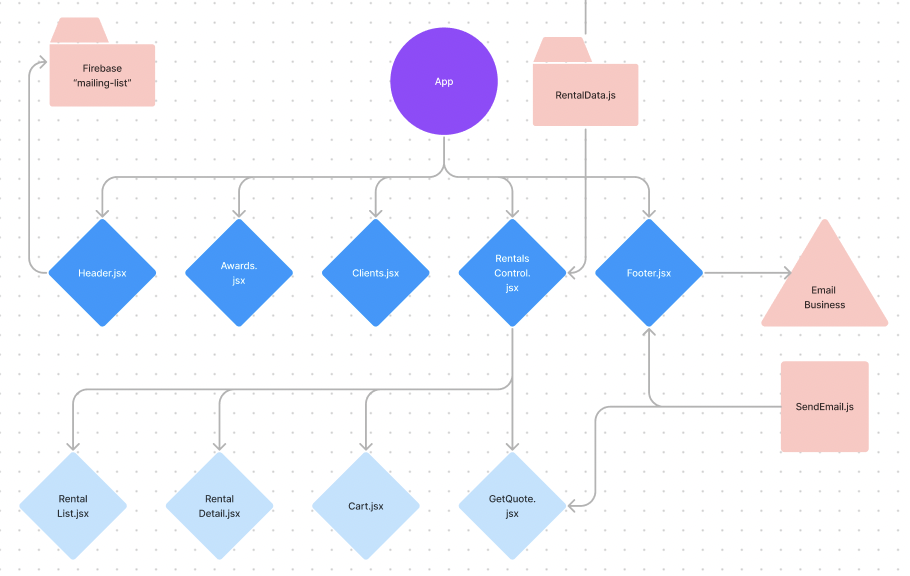 Firebase
“mailing-list”
App
RentalData.js
Header.jsx
Awards.
jsx
Clients.jsx
Rentals
Control.
jsx
Footer.jsx
Email
Business
SendEmail.js
Rental
List.jsx
Rental
Detail.jsx
Cart.jsx
GetQuote.
jsx